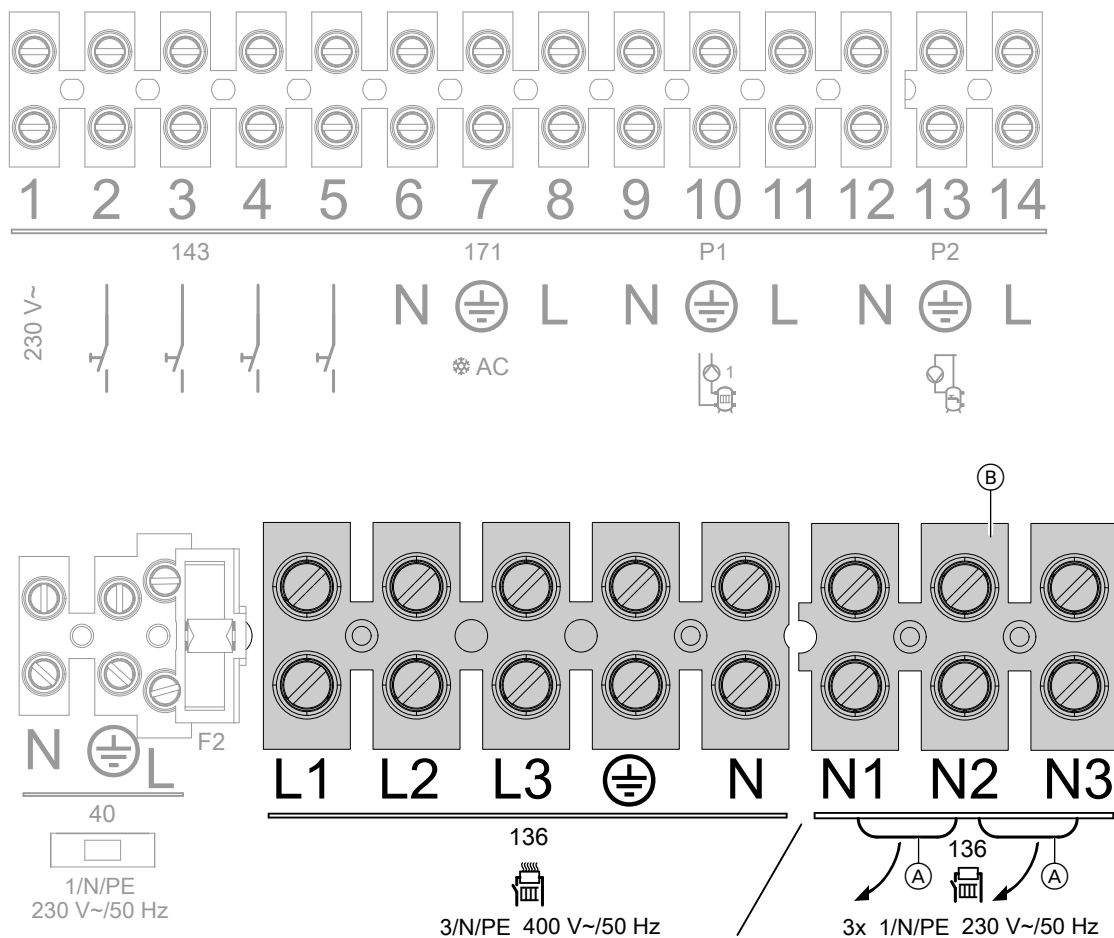 1 2 3 4 5 6 7 8 9 10 11 12 13 14
143 171 P1 P2
230 V~ N L N L N L
AC 1
B
F2
N L
L1 L2 L3 N N1 N2 N3
40
136 136
A A
1/N/PE
230 V~/50 Hz
3/N/PE 400 V~/50 Hz
3x 1/N/PE 230 V~/50 Hz